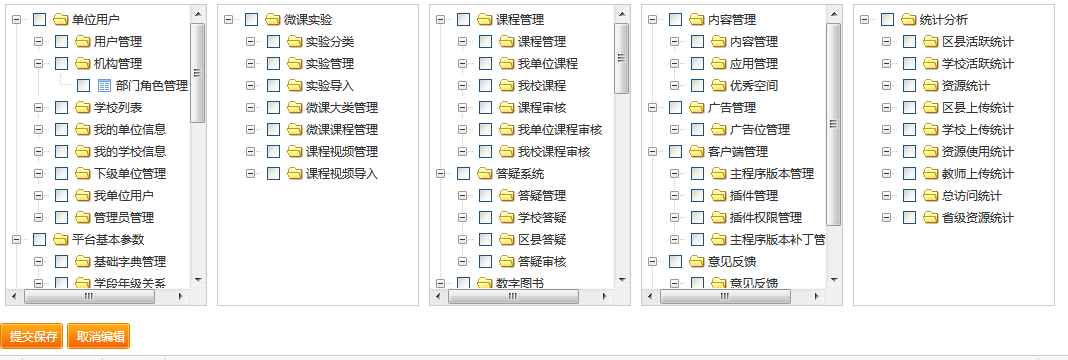 单位用户
用户管理
机构管理
部门角色管理
学校列表
我的单位信息
我的学校信息
下级单位管理
我单位用户
管理员管理
平台基本参数
基础字典管理
学段年级关系
微课实验
实验分类
实验管理
实验导入
微课大类管理
微课课程管理
课程视频管理
课程视频导入
课程管理
课程管理
我单位课程
我校课程
课程审核
我单位课程审核
我校课程审核
答疑系统
答疑管理
学校答疑
区县答疑
答疑审核
数字图书
内容管理
内容管理
应用管理
优秀空间
广告管理
广告位管理
客户端管理
主程序版本管理
插件管理
插件权限管理
主程序版本补丁管
意见反馈
意见反馈
统计分析
区县活跃统计
学校活跃统计
资源统计
区县上传统计
学校上传统计
资源使用统计
教师上传统计
总访问统计
省级资源统计
提交保存 取消编辑